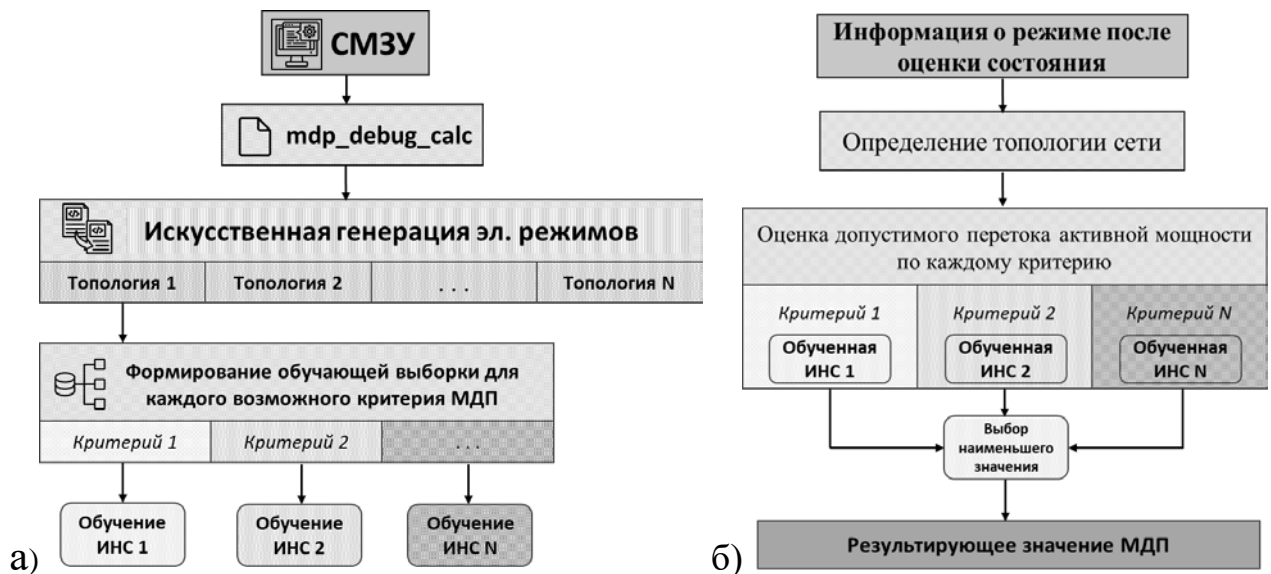 СМЗУ
mdp_debug_calc
Искусственная генерация эл. режимов
Топология 1
Топология 2
. . .
Топология N
Формирование обучающей выборки для
каждого возможного критерия МДП
Критерий 1
Критерий 2
. . .
Обучение
ИНС 1
Обучение
ИНС 2
Обучение
ИНС N
а)
Информация о режиме после
оценки состояния
Определение топологии сети
Оценка допустимого перетока активной мощности
по каждому критерию
Критерий 1
Критерий 2
Критерий N
Обученная
ИНС 1
Обученная
ИНС 2
Обученная
ИНС N
Выбор
наименьшего
значения
Результирующее значение МДП
б)